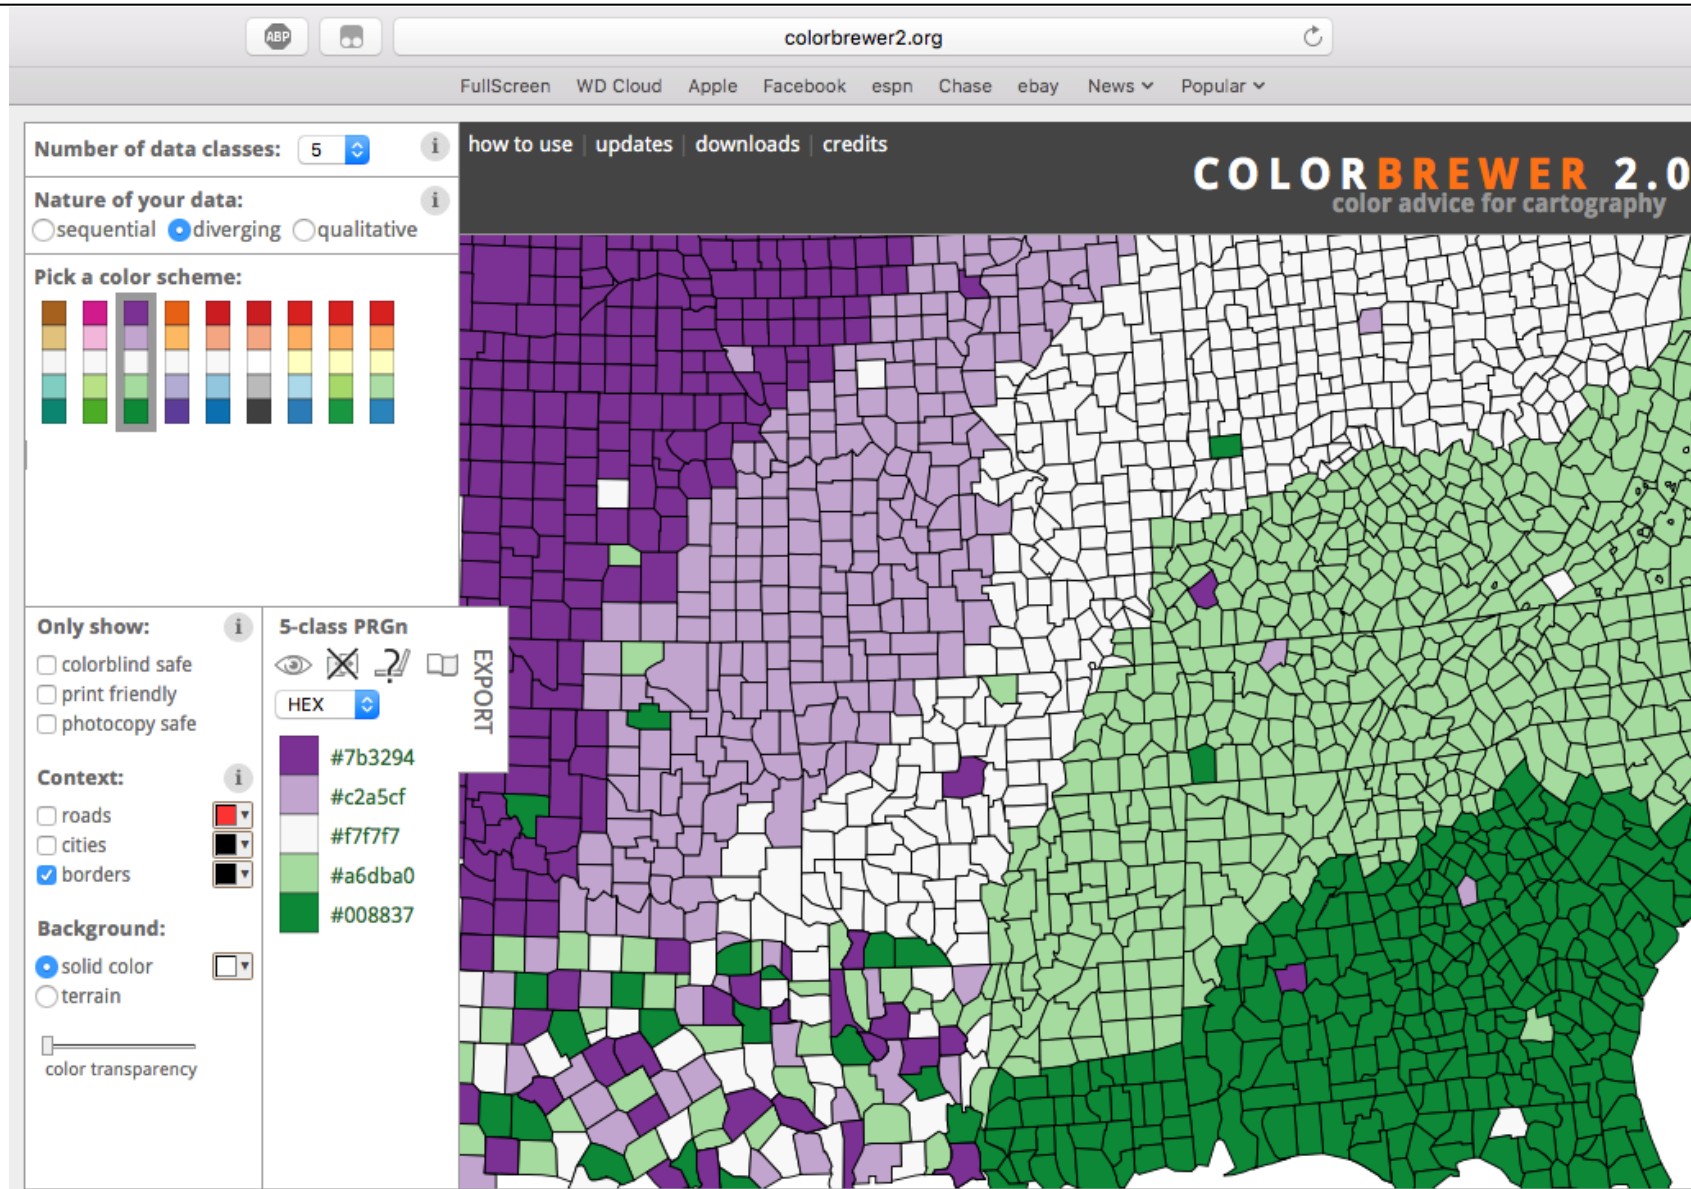 ABP
colorbrewer2.org
FullScreen WD Cloud Apple Facebook espn Chase ebay News Popular
Number of data classes: 5 i
how to use | updates | downloads | credits
COLORBREWER 2.0
color advice for cartography
Nature of your data: i
sequential diverging qualitative
Pick a color scheme:
Only show: i
colorblind safe
print friendly
photocopy safe
Context: i
roads
cities
borders
Background:
solid color
terrain
color transparency
5-class PRGn
?
HEX
EXPORT
#7b3294
#c2a5cf
#f7f7f7
#a6dba0
#008837